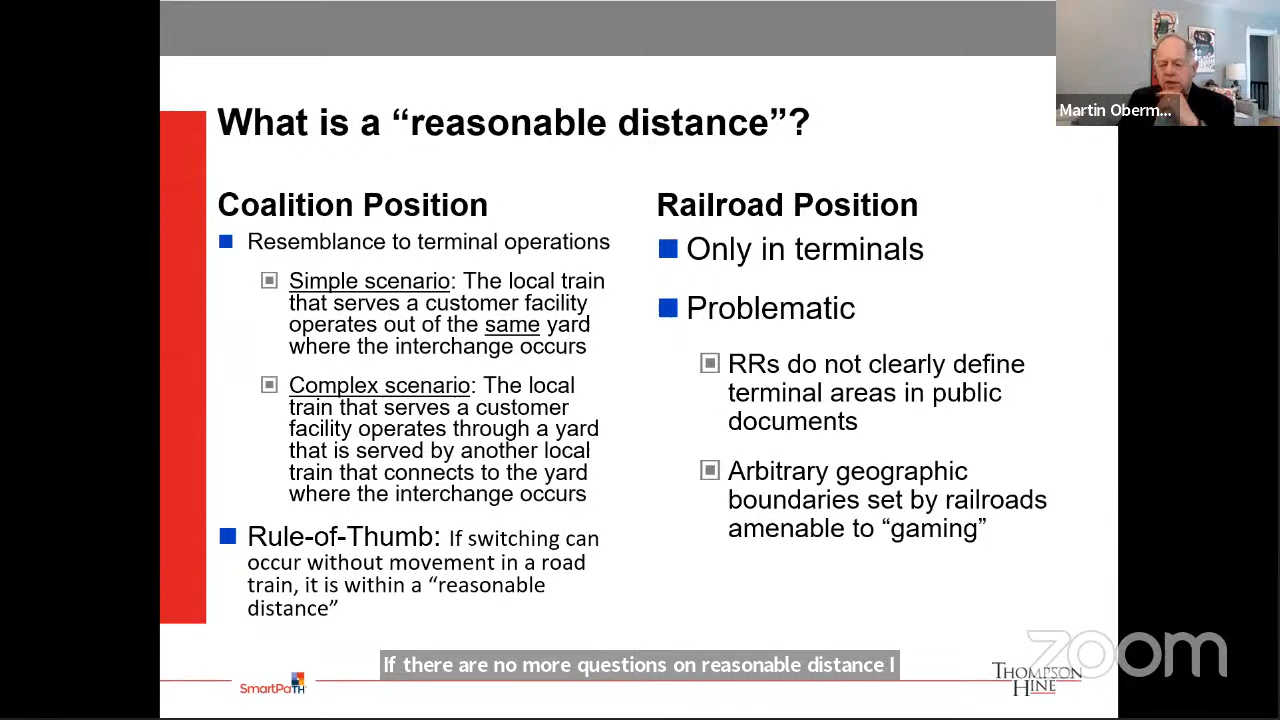 Martin Oberm...
What is a “reasonable distance”?
Coalition Position
Resemblance to terminal operations
Simple scenario: The local train
that serves a customer facility
operates out of the same yard
where the interchange occurs
Complex scenario: The local
train that serves a customer
facility operates through a yard
that is served by another local
train that connects to the yard
where the interchange occurs
Rule-of-Thumb: If switching can
occur without movement in a road
train, it is within a “reasonable
distance”
Railroad Position
Only in terminals
Problematic
RRs do not clearly define
terminal areas in public
documents
Arbitrary geographic
boundaries set by railroads
amenable to “gaming”
If there are no more questions on reasonable distance I
SmartPaTH
THOMPSON
HINE
zoom